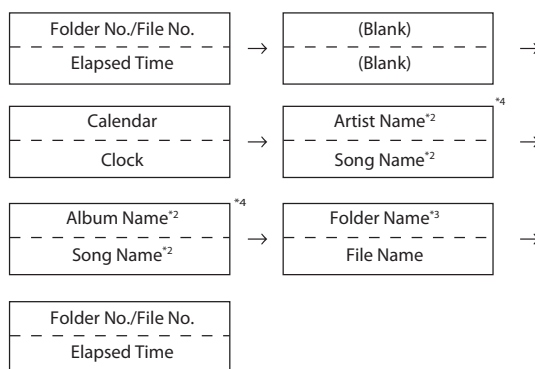 Folder No./File No.
Elapsed Time
(Blank)
(Blank)
Calendar
Clock
Artist Name*2
Song Name*2
*4
Album Name*2
Song Name*2
*4
Folder Name*3
File Name
Folder No./File No.
Elapsed Time